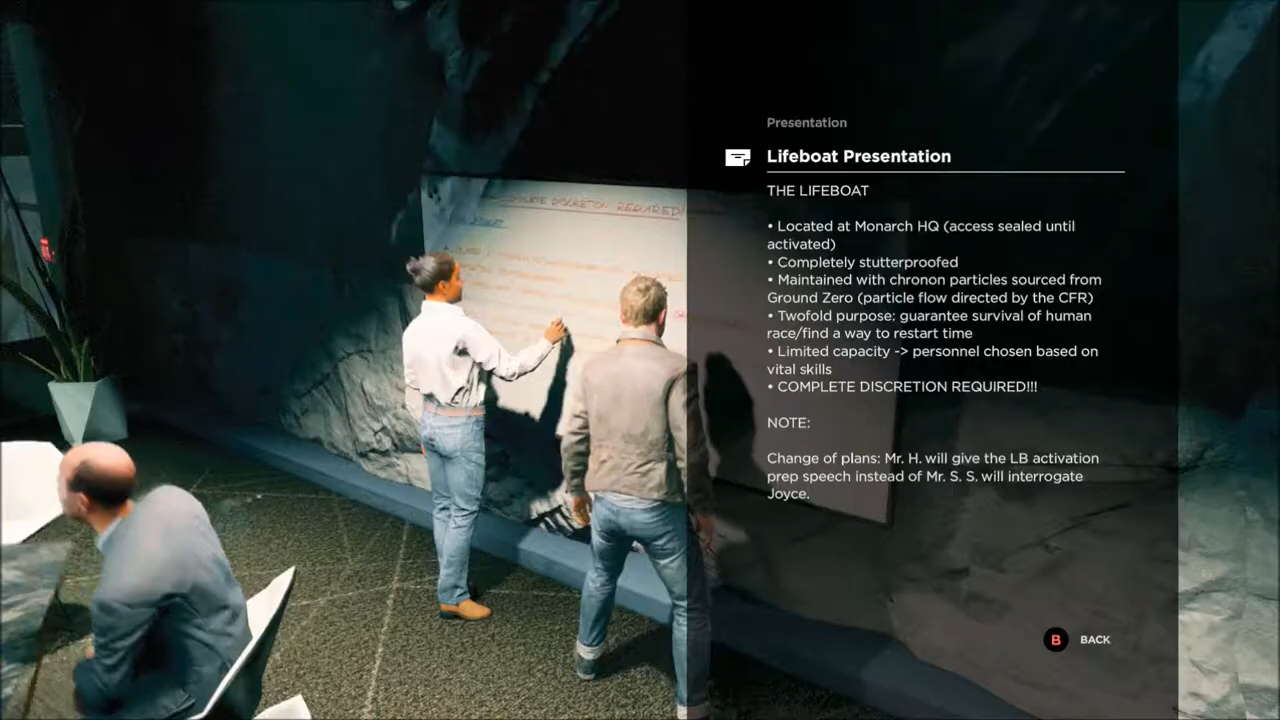 Presentation
Lifeboat Presentation
THE LIFEBOAT
• Located at Monarch HQ (access sealed until
activated)
• Completely stutterproofed
• Maintained with chronon particles sourced from
Ground Zero (particle flow directed by the CFR)
• Twofold purpose: guarantee survival of human
race/find a way to restart time
• Limited capacity -> personnel chosen based on
vital skills
• COMPLETE DISCRETION REQUIRED!!!
NOTE:
Change of plans: Mr. H. will give the LB activation
prep speech instead of Mr. S. S. will interrogate
Joyce.
B BACK
COMPLETE DISCRETION REQUIRED!